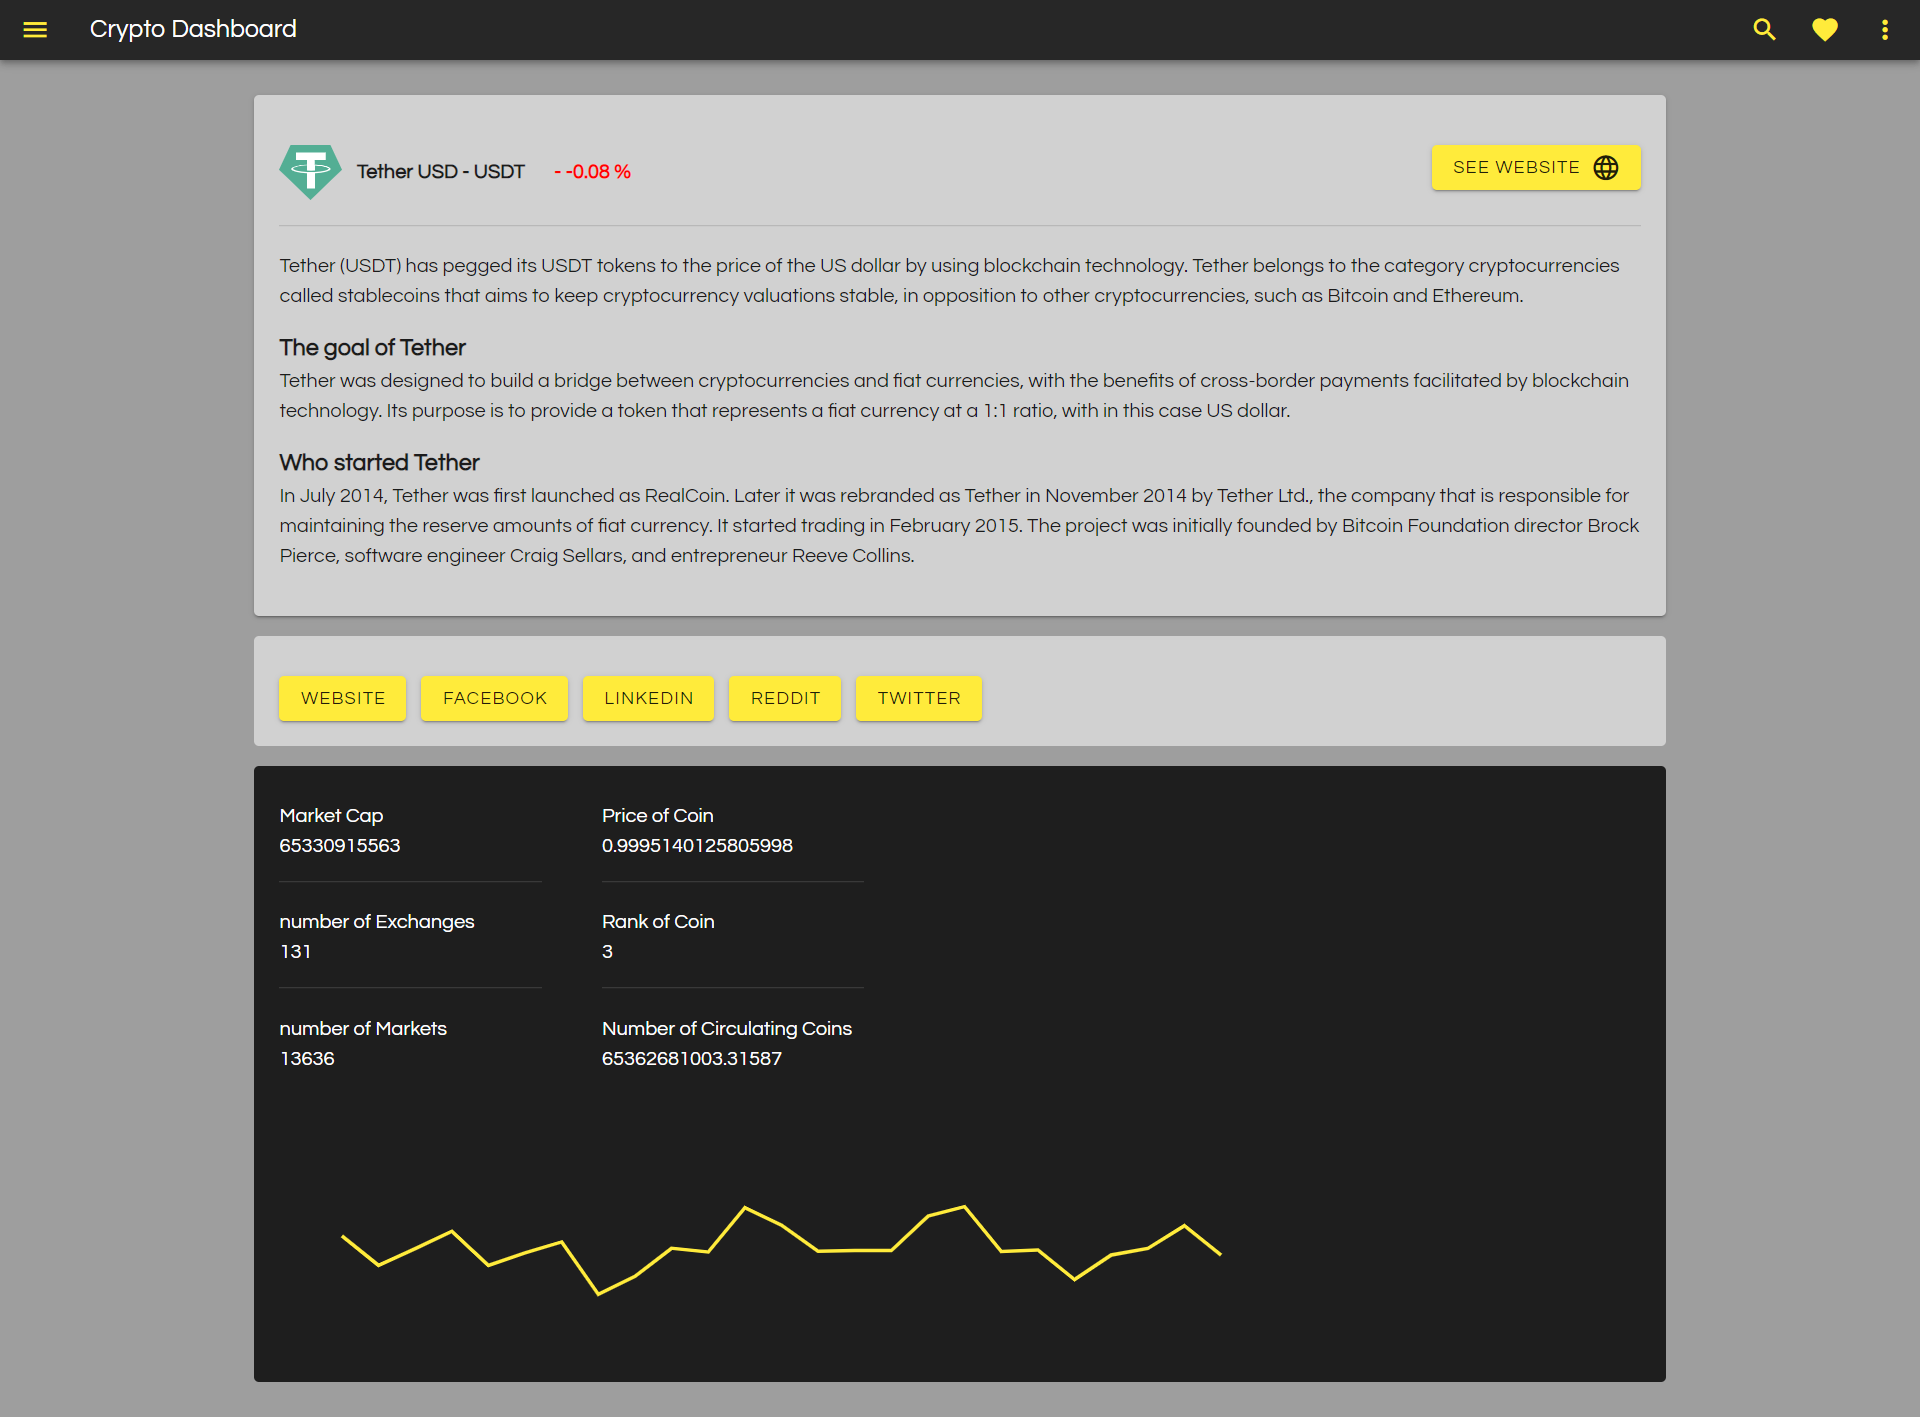 Crypto Dashboard
Tether USD - USDT - -0.08 %
SEE WEBSITE
Tether (USDT) has pegged its USDT tokens to the price of the US dollar by using blockchain technology. Tether belongs to the category cryptocurrencies
called stablecoins that aims to keep cryptocurrency valuations stable, in opposition to other cryptocurrencies, such as Bitcoin and Ethereum.
The goal of Tether
Tether was designed to build a bridge between cryptocurrencies and fiat currencies, with the benefits of cross-border payments facilitated by blockchain
technology. Its purpose is to provide a token that represents a fiat currency at a 1:1 ratio, with in this case US dollar.
Who started Tether
In July 2014, Tether was first launched as RealCoin. Later it was rebranded as Tether in November 2014 by Tether Ltd., the company that is responsible for
maintaining the reserve amounts of fiat currency. It started trading in February 2015. The project was initially founded by Bitcoin Foundation director Brock
Pierce, software engineer Craig Sellars, and entrepreneur Reeve Collins.
WEBSITE FACEBOOK LINKEDIN REDDIT TWITTER
Market Cap
65330915563
Price of Coin
0.9995140125805998
number of Exchanges
131
Rank of Coin
3
number of Markets
13636
Number of Circulating Coins
65362681003.31587